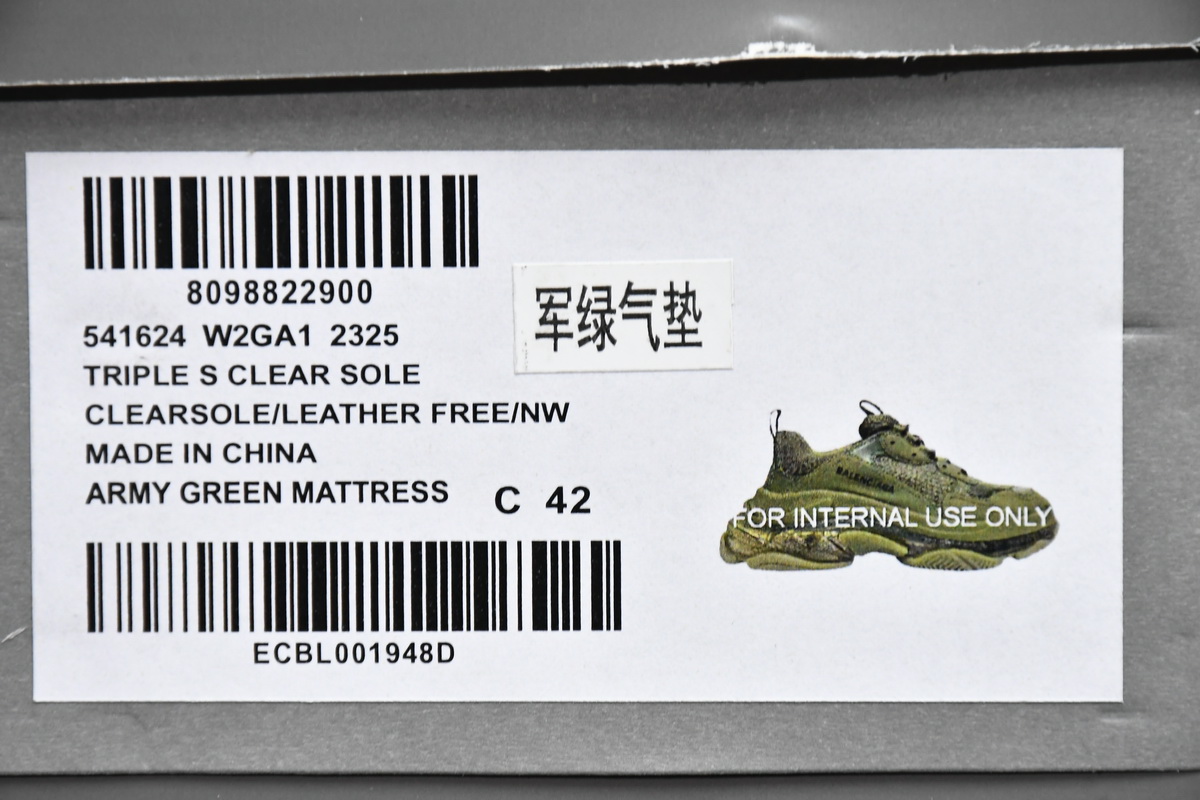 8098822900
541624 W2GA1 2325
TRIPLE S CLEAR SOLE
CLEARSOLE/LEATHER FREE/NW
MADE IN CHINA
ARMY GREEN MATTRESS
C 42
ECBL001948D
军绿气垫
BALENCIAGA
FOR INTERNAL USE ONLY